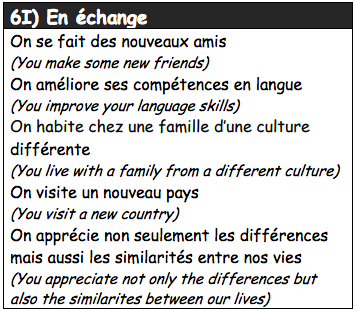 6I) En échange
On se fait des nouveaux amis
(You make some new friends)
On améliore ses compétences en langue
(You improve your language skills)
On habite chez une famille d'une culture
différente
(You live with a family from a different culture)
On visite un nouveau pays
(You visit a new country)
On apprécie non seulement les différences
mais aussi les similarités entre nos vies
(You appreciate not only the differences but
also the similarites between our lives)